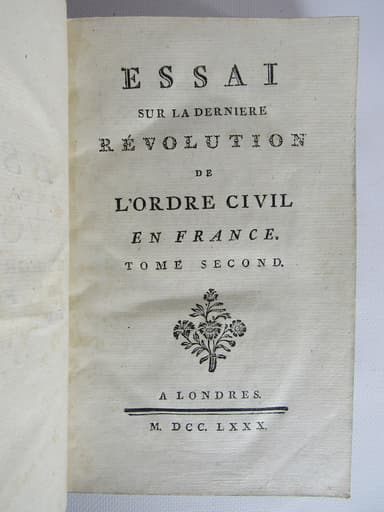 ESSAI
SUR LA DERNIERE
RÉVOLUTION
DE
L'ORDRE CIVIL
EN FRANCE.
TOME SECOND.
A LONDRES.
M. DCC. LXXX.